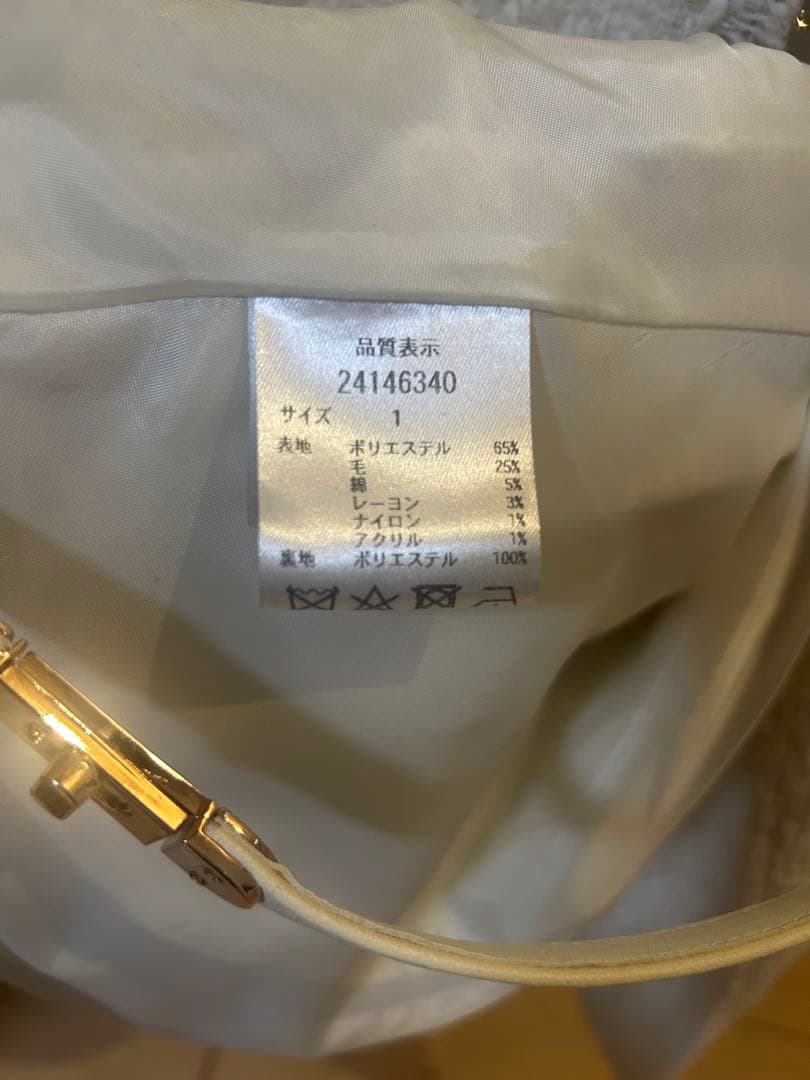 品質表示
24146340
サイズ 1
表地 ポリエステル 65%
毛 25%
綿 5%
レーヨン 3%
ナイロン 1%
アクリル 1%
裏地 ポリエステル 100%